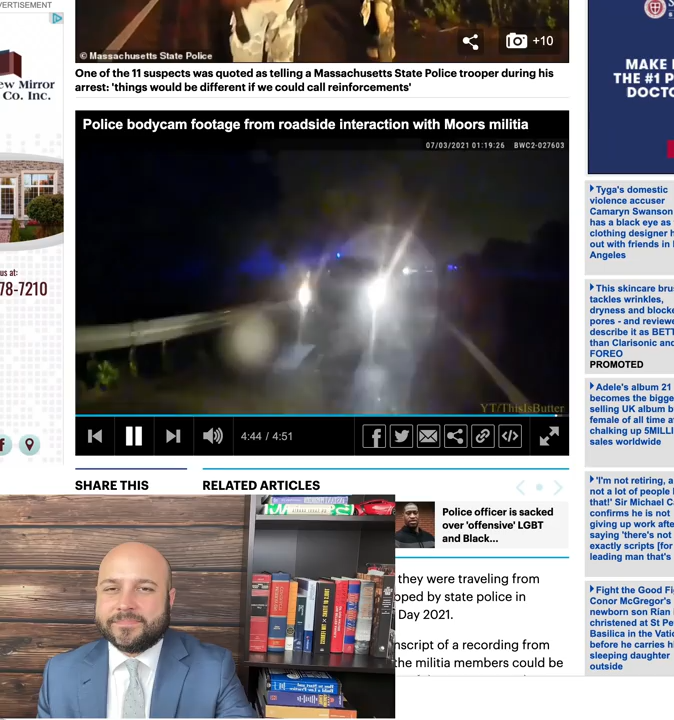 VERTISEMENT
ew Mirror
Co. Inc.
us at:
78-7210
© Massachusetts State Police
+10
One of the 11 suspects was quoted as telling a Massachusetts State Police trooper during his
arrest: 'things would be different if we could call reinforcements'
Police bodycam footage from roadside interaction with Moors militia
07/03/2021 01:19:26 BWC2-027603
YT/ThisIsButter
4:44 / 4:51
SHARE THIS
RELATED ARTICLES
Police officer is sacked
over 'offensive' LGBT
and Black...
they were traveling from
oped by state police in
Day 2021.
nscript of a recording from
the militia members could be
MAKE
THE #1 P
DOCTO
Tyga's domestic
violence accuser
Camaryn Swanson
has a black eye as
clothing designer h
out with friends in
Angeles
This skincare bru
tackles wrinkles,
dryness and blocke
pores - and reviewe
describe it as BETT
than Clarisonic and
FOREO
PROMOTED
Adele's album 21
becomes the bigge
selling UK album b
female of all time a
chalking up 5MILLI
sales worldwide
'I'm not retiring, a
not a lot of people
that!' Sir Michael C
confirms he is not
giving up work afte
saying 'there's not
exactly scripts [for
leading man that's
Fight the Good Fi
Conor McGregor's
newborn son Rian
christened at St Pe
Basilica in the Vatic
before he carries hi
sleeping daughter
outside